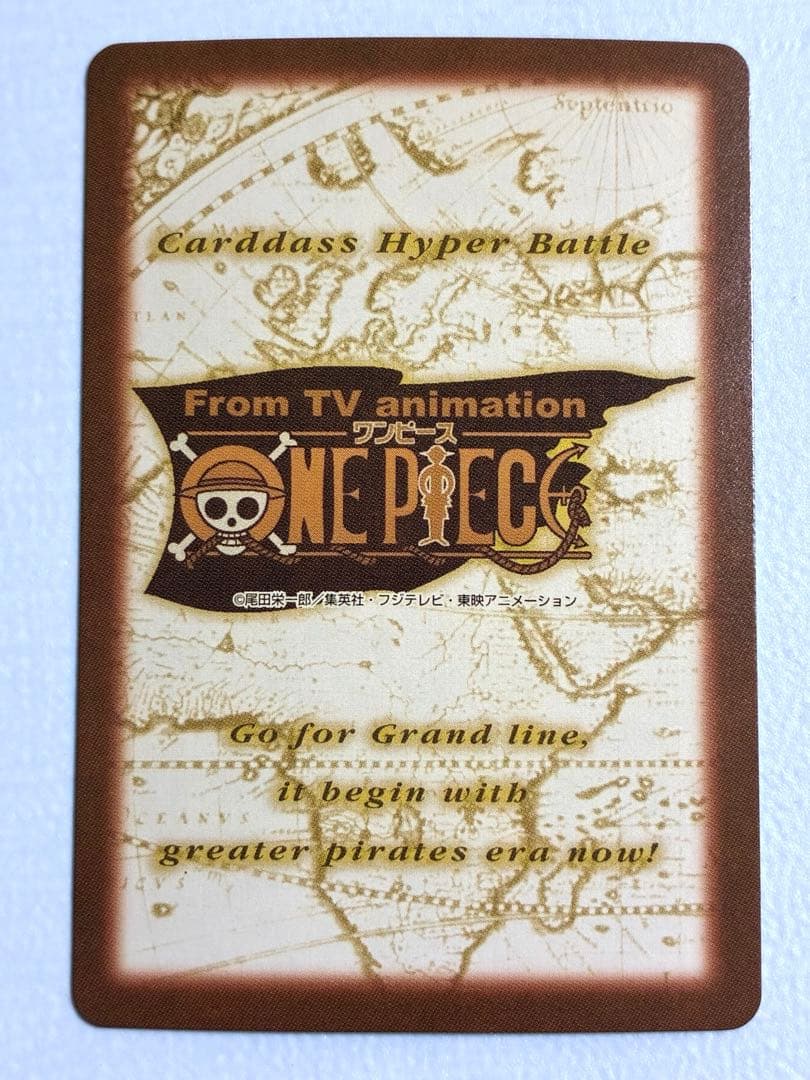 Septentrio
Carddass Hyper Battle
From TV animation
ワンピース
ONE PIECE
©尾田栄一郎／集英社・フジテレビ・東映アニメーション
Go for Grand line,
it begin with
greater pirates era now!